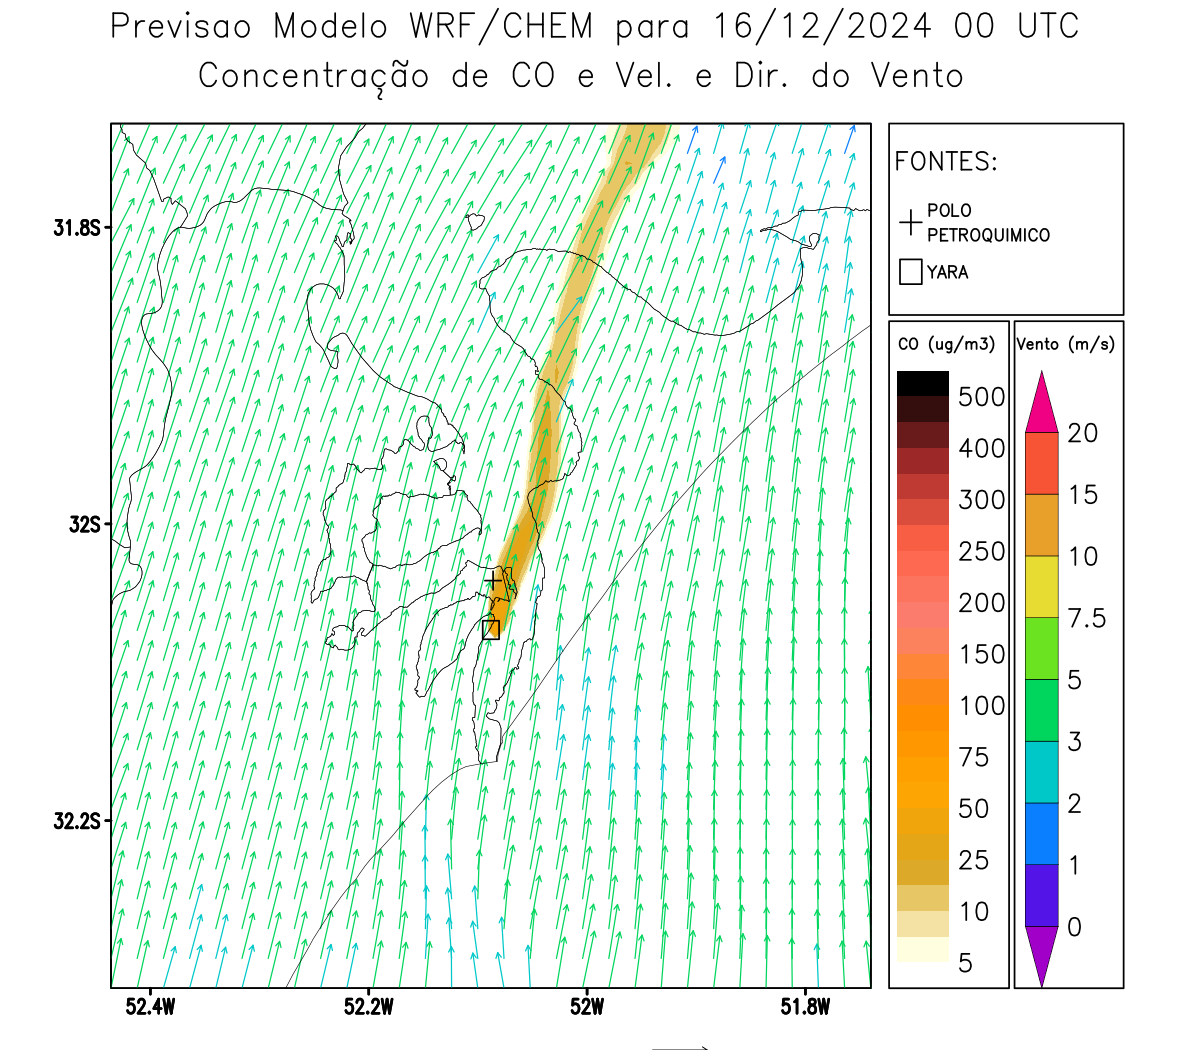 Previsao Modelo WRF/CHEM para 16/12/2024 00 UTC
Concentração de CO e Vel. e Dir. do Vento
FONTES:
POLO
PETROQUIMICO
YARA
CO (ug/m3)
500
400
300
250
200
150
100
75
50
25
10
5
Vento (m/s)
20
15
10
7.5
5
3
2
1
0
31.8S
32S
32.2S
52.4W
52.2W
52W
51.8W